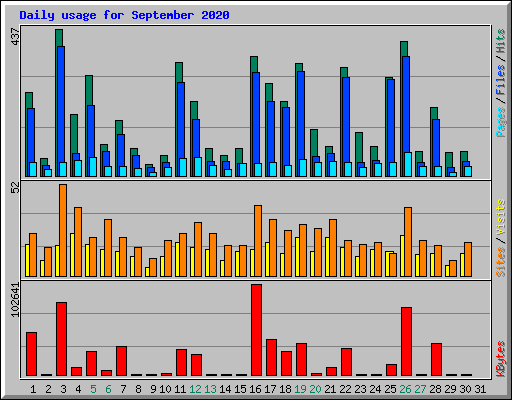 Daily usage for September 2020
437
Pages / Files / Hits
52
Sites / Visits
102641
KBytes
1 2 3 4 5 6 7 8 9 10 11 12 13 14 15 16 17 18 19 20 21 22 23 24 25 26 27 28 29 30 31